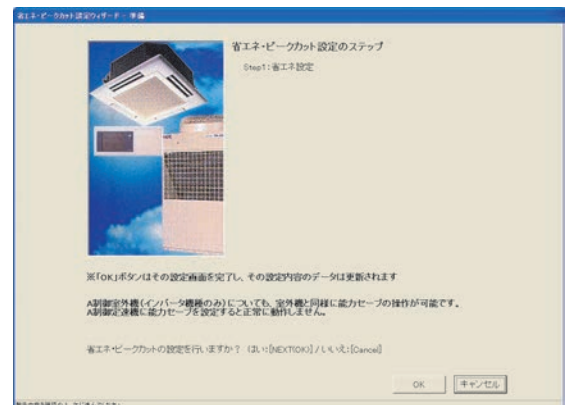 省エネ・ピークカット設定ウィザード - 準備
省エネ・ピークカット設定のステップ
Step1:省エネ設定
※「OK」ボタンはその設定画面を完了し、その設定内容のデータは更新されます
A制御室外機(インバータ機種のみ)についても、室外機と同様に能力セーブの操作が可能です。
A制御定速機に能力セーブを設定すると正常に動作しません。
省エネ・ピークカットの設定を行いますか？ (はい:[NEXT(OK)] / いいえ:[Cancel]
OK
キャンセル